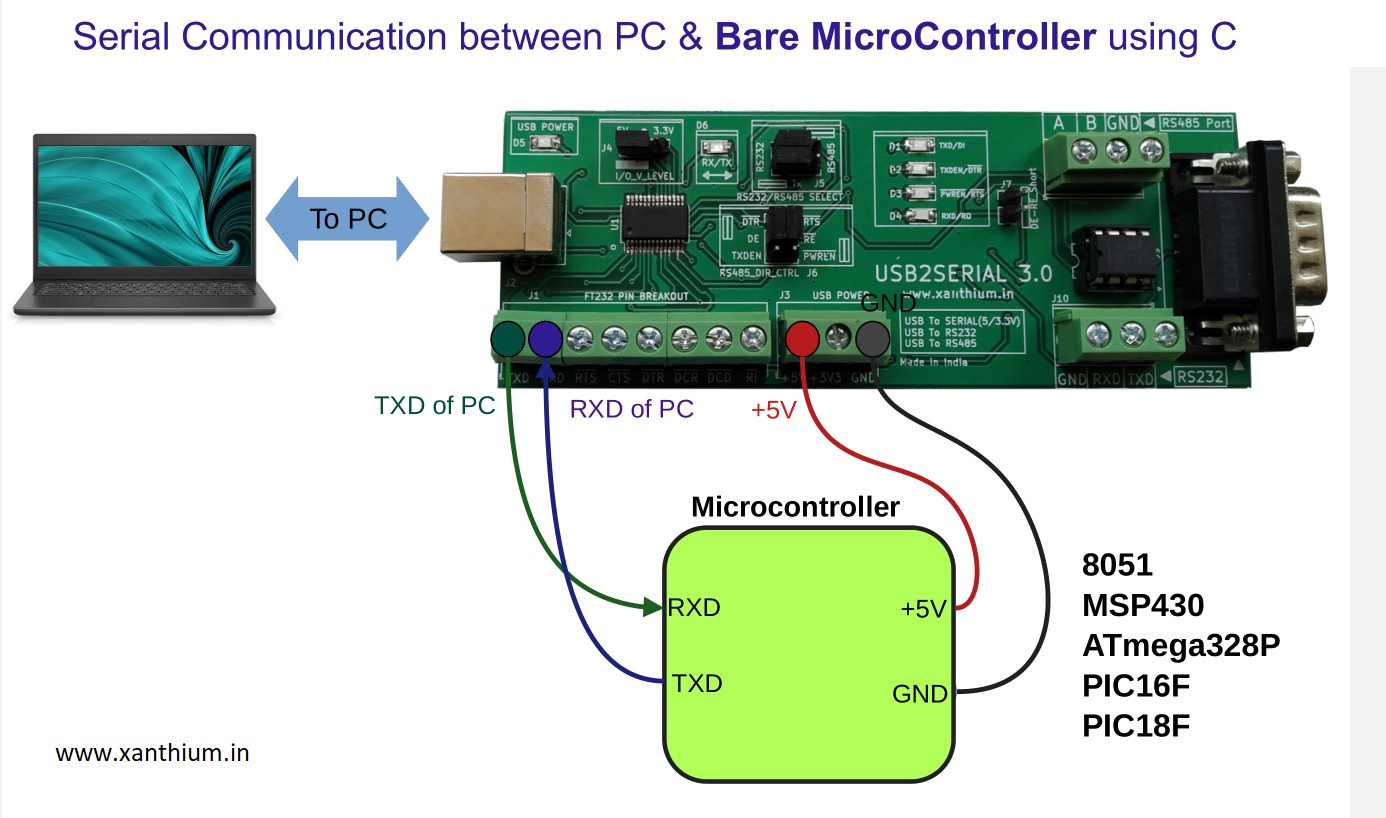 Serial Communication between PC & Bare MicroController using C
To PC
USB POWER
D5
5V
3.3V
J4
I/O_V_LEVEL
D6
RX/TX
RS232
RS485
Tx J5
RS232/RS485 SELECT
D1 TXD/DI
D2 TXDEN/DTR
D3 PWREN/RTS
D4 RXD/RO
J7
DE-RE_Short
A B GND ◄ RS485 Port
U1
DTR RTS
DE RE
TXDEN PWREN
RS485_DIR_CTRL J6
USB2SERIAL 3.0
www.xanthium.in
J2
J1 FT232 PIN BREAKOUT
J3 USB POWER
GND
J10
USB To SERIAL(5/3.3V)
USB To RS232
USB To RS485
Made in India
TXD RTS CTS DTR DCR DCD RI
+3V3 GND
GND RXD TXD ◄ RS232
TXD of PC
RXD of PC
+5V
Microcontroller
RXD
+5V
TXD
GND
8051
MSP430
ATmega328P
PIC16F
PIC18F
www.xanthium.in